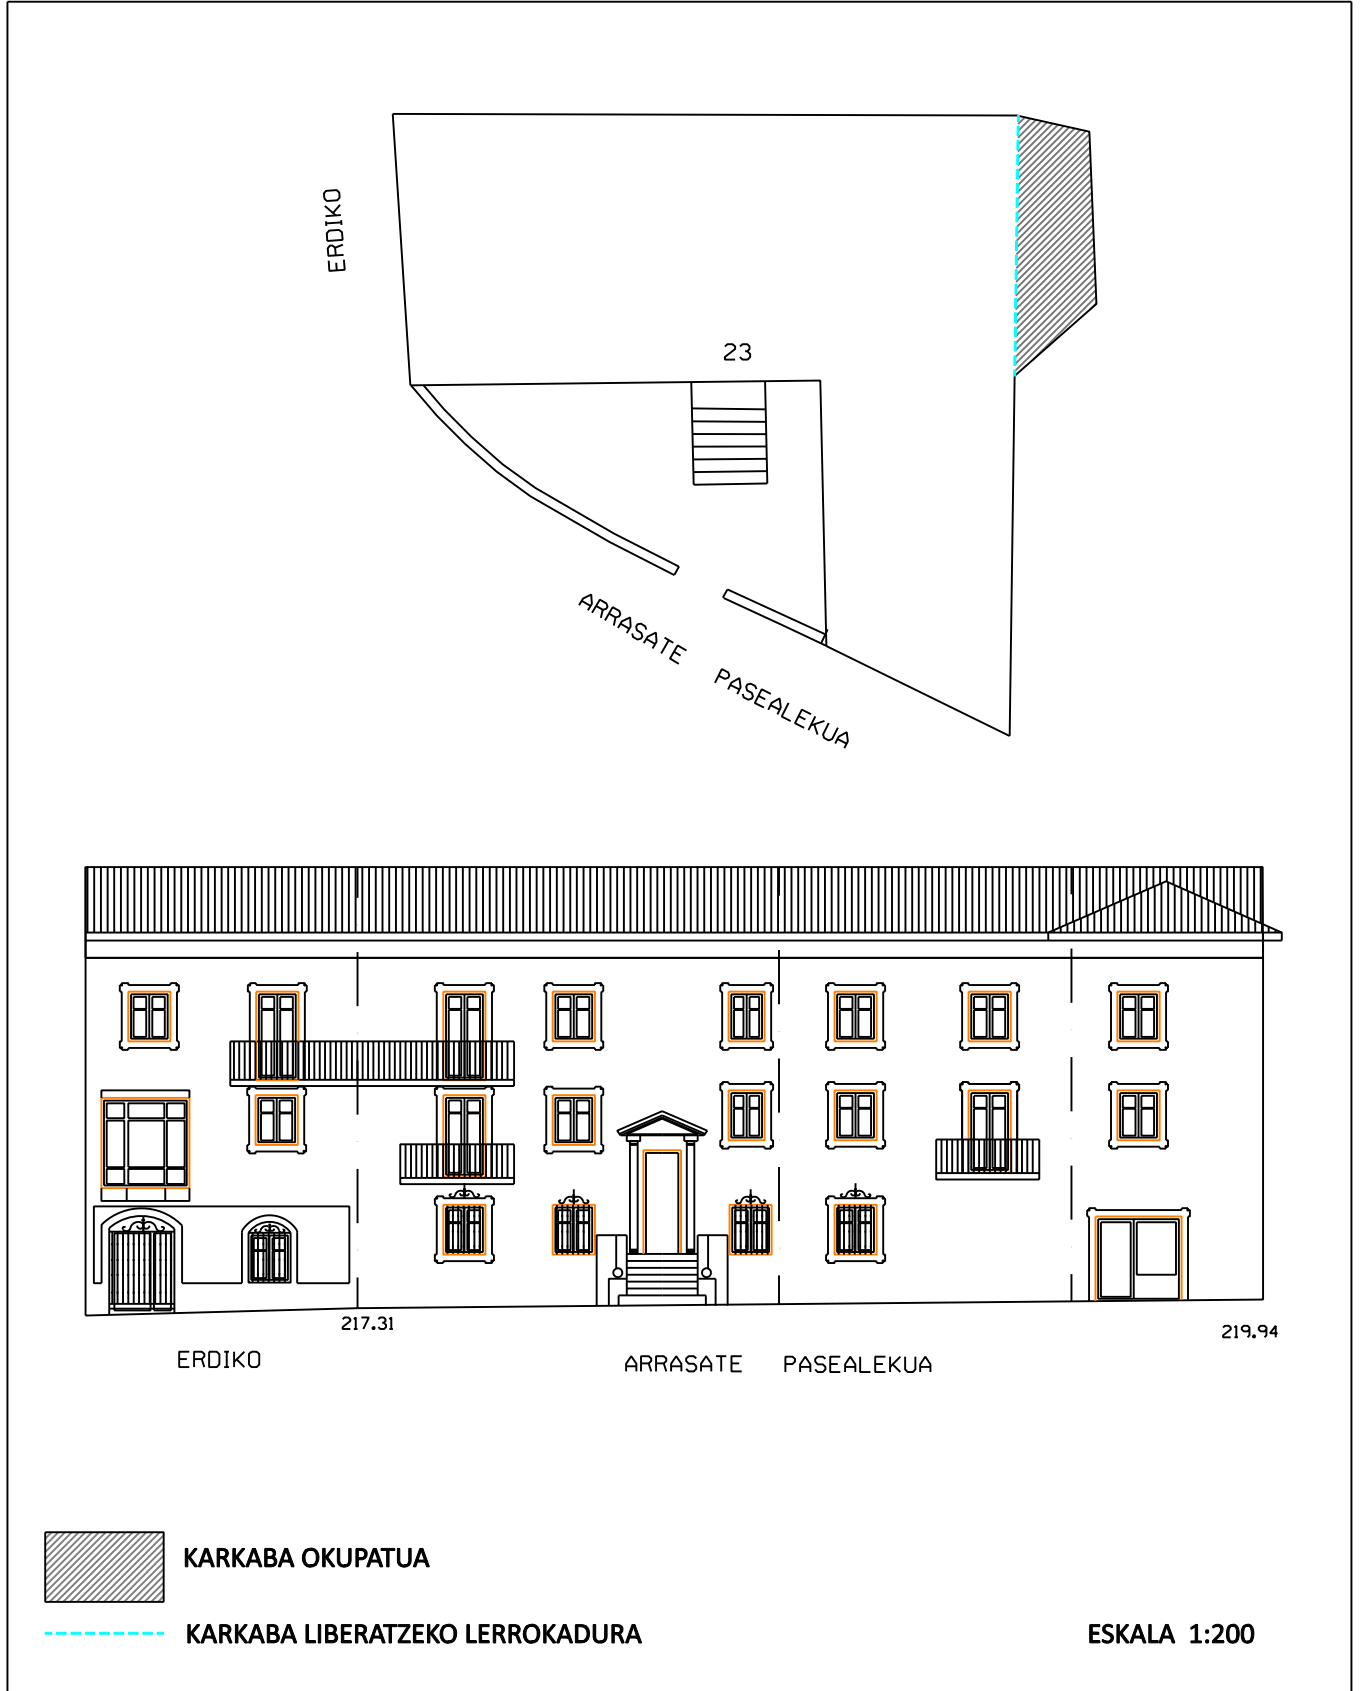 ERDIKO
23
ARRASATE PASEALEKUA
217.31
219.94
ERDIKO
ARRASATE PASEALEKUA
KARKABA OKUPATUA
KARKABA LIBERATZEKO LERROKADURA
ESKALA 1:200